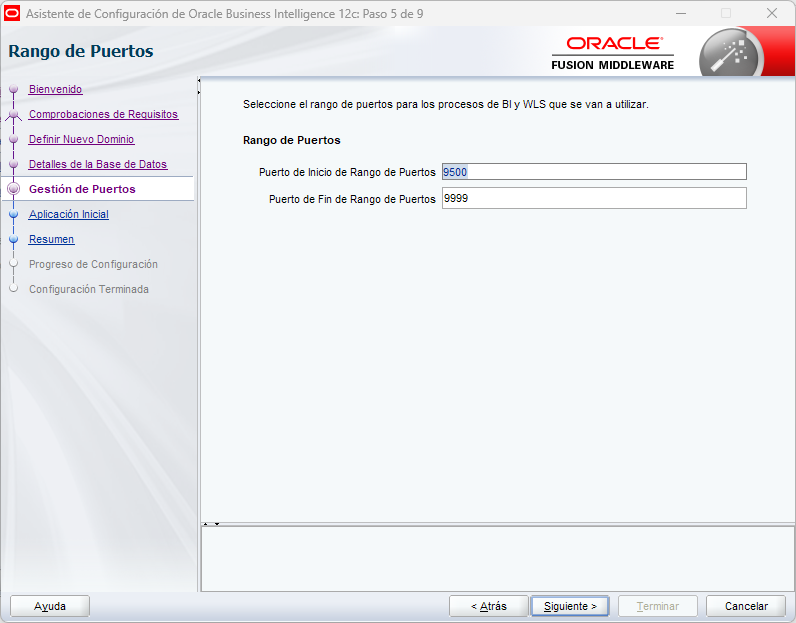 Asistente de Configuración de Oracle Business Intelligence 12c: Paso 5 de 9
Rango de Puertos
ORACLE
FUSION MIDDLEWARE
Bienvenido
Comprobaciones de Requisitos
Definir Nuevo Dominio
Detalles de la Base de Datos
Gestión de Puertos
Aplicación Inicial
Resumen
Progreso de Configuración
Configuración Terminada
Seleccione el rango de puertos para los procesos de BI y WLS que se van a utilizar.
Rango de Puertos
Puerto de Inicio de Rango de Puertos 9500
Puerto de Fin de Rango de Puertos 9999
Ayuda
< Atrás
Siguiente >
Terminar
Cancelar